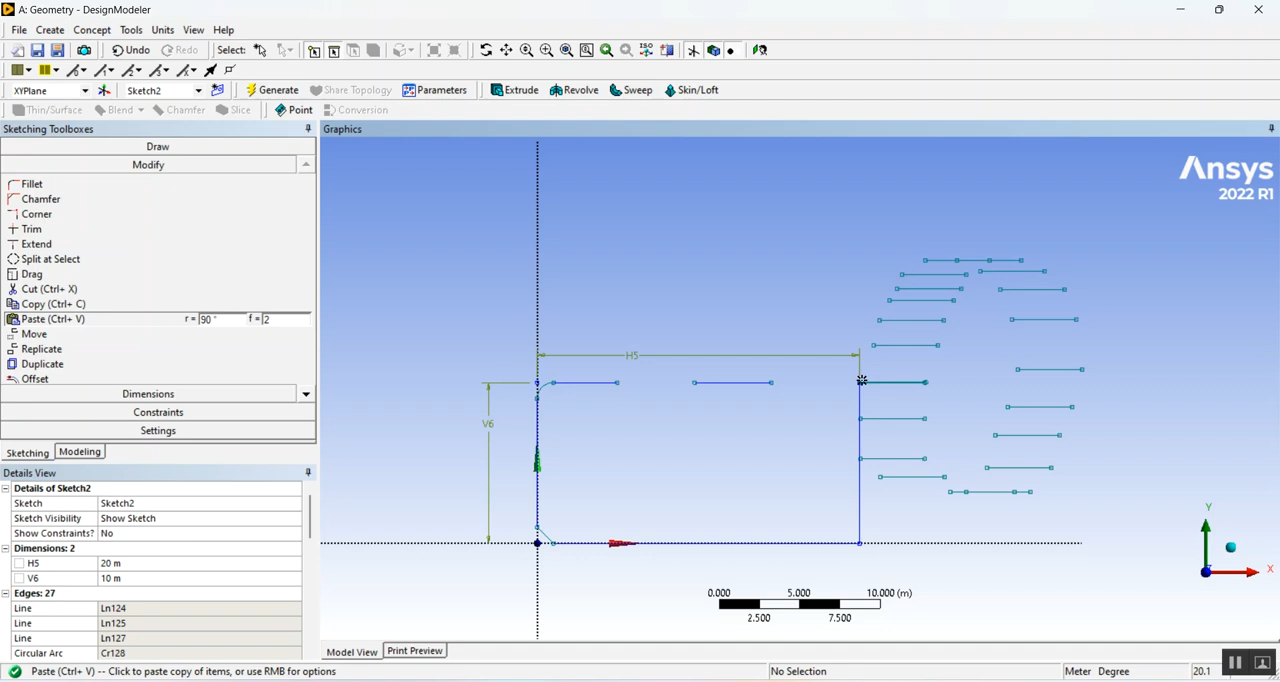 A: Geometry - DesignModeler
File Create Concept Tools Units View Help
Undo Redo Select: ISO
XYPlane Sketch2 Generate Share Topology Parameters Extrude Revolve Sweep Skin/Loft
Thin/Surface Blend Chamfer Slice Point Conversion
Sketching Toolboxes
Graphics
Draw
Modify
Fillet
Chamfer
Corner
Trim
Extend
Split at Select
Drag
Cut (Ctrl+ X)
Copy (Ctrl+ C)
Paste (Ctrl+ V) r = 90 ° f = 2
Move
Replicate
Duplicate
Offset
Dimensions
Constraints
Settings
Sketching Modeling
Details View
Details of Sketch2
Sketch Sketch2
Sketch Visibility Show Sketch
Show Constraints? No
Dimensions: 2
H5 20 m
V6 10 m
Edges: 27
Line Ln124
Line Ln125
Line Ln127
Circular Arc Cr128
Ansys
2022 R1
H5
V6
Y
X
0.000 5.000 10.000 (m)
2.500 7.500
Model View Print Preview
Paste (Ctrl+ V) -- Click to paste copy of items, or use RMB for options No Selection Meter Degree 20.1